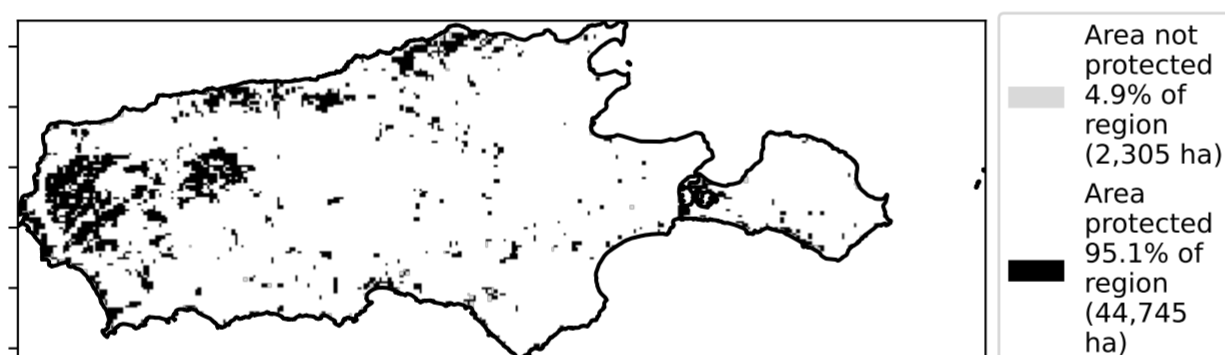 Area not
protected
4.9% of
region
(2,305 ha)
Area
protected
95.1% of
region
(44,745
ha)